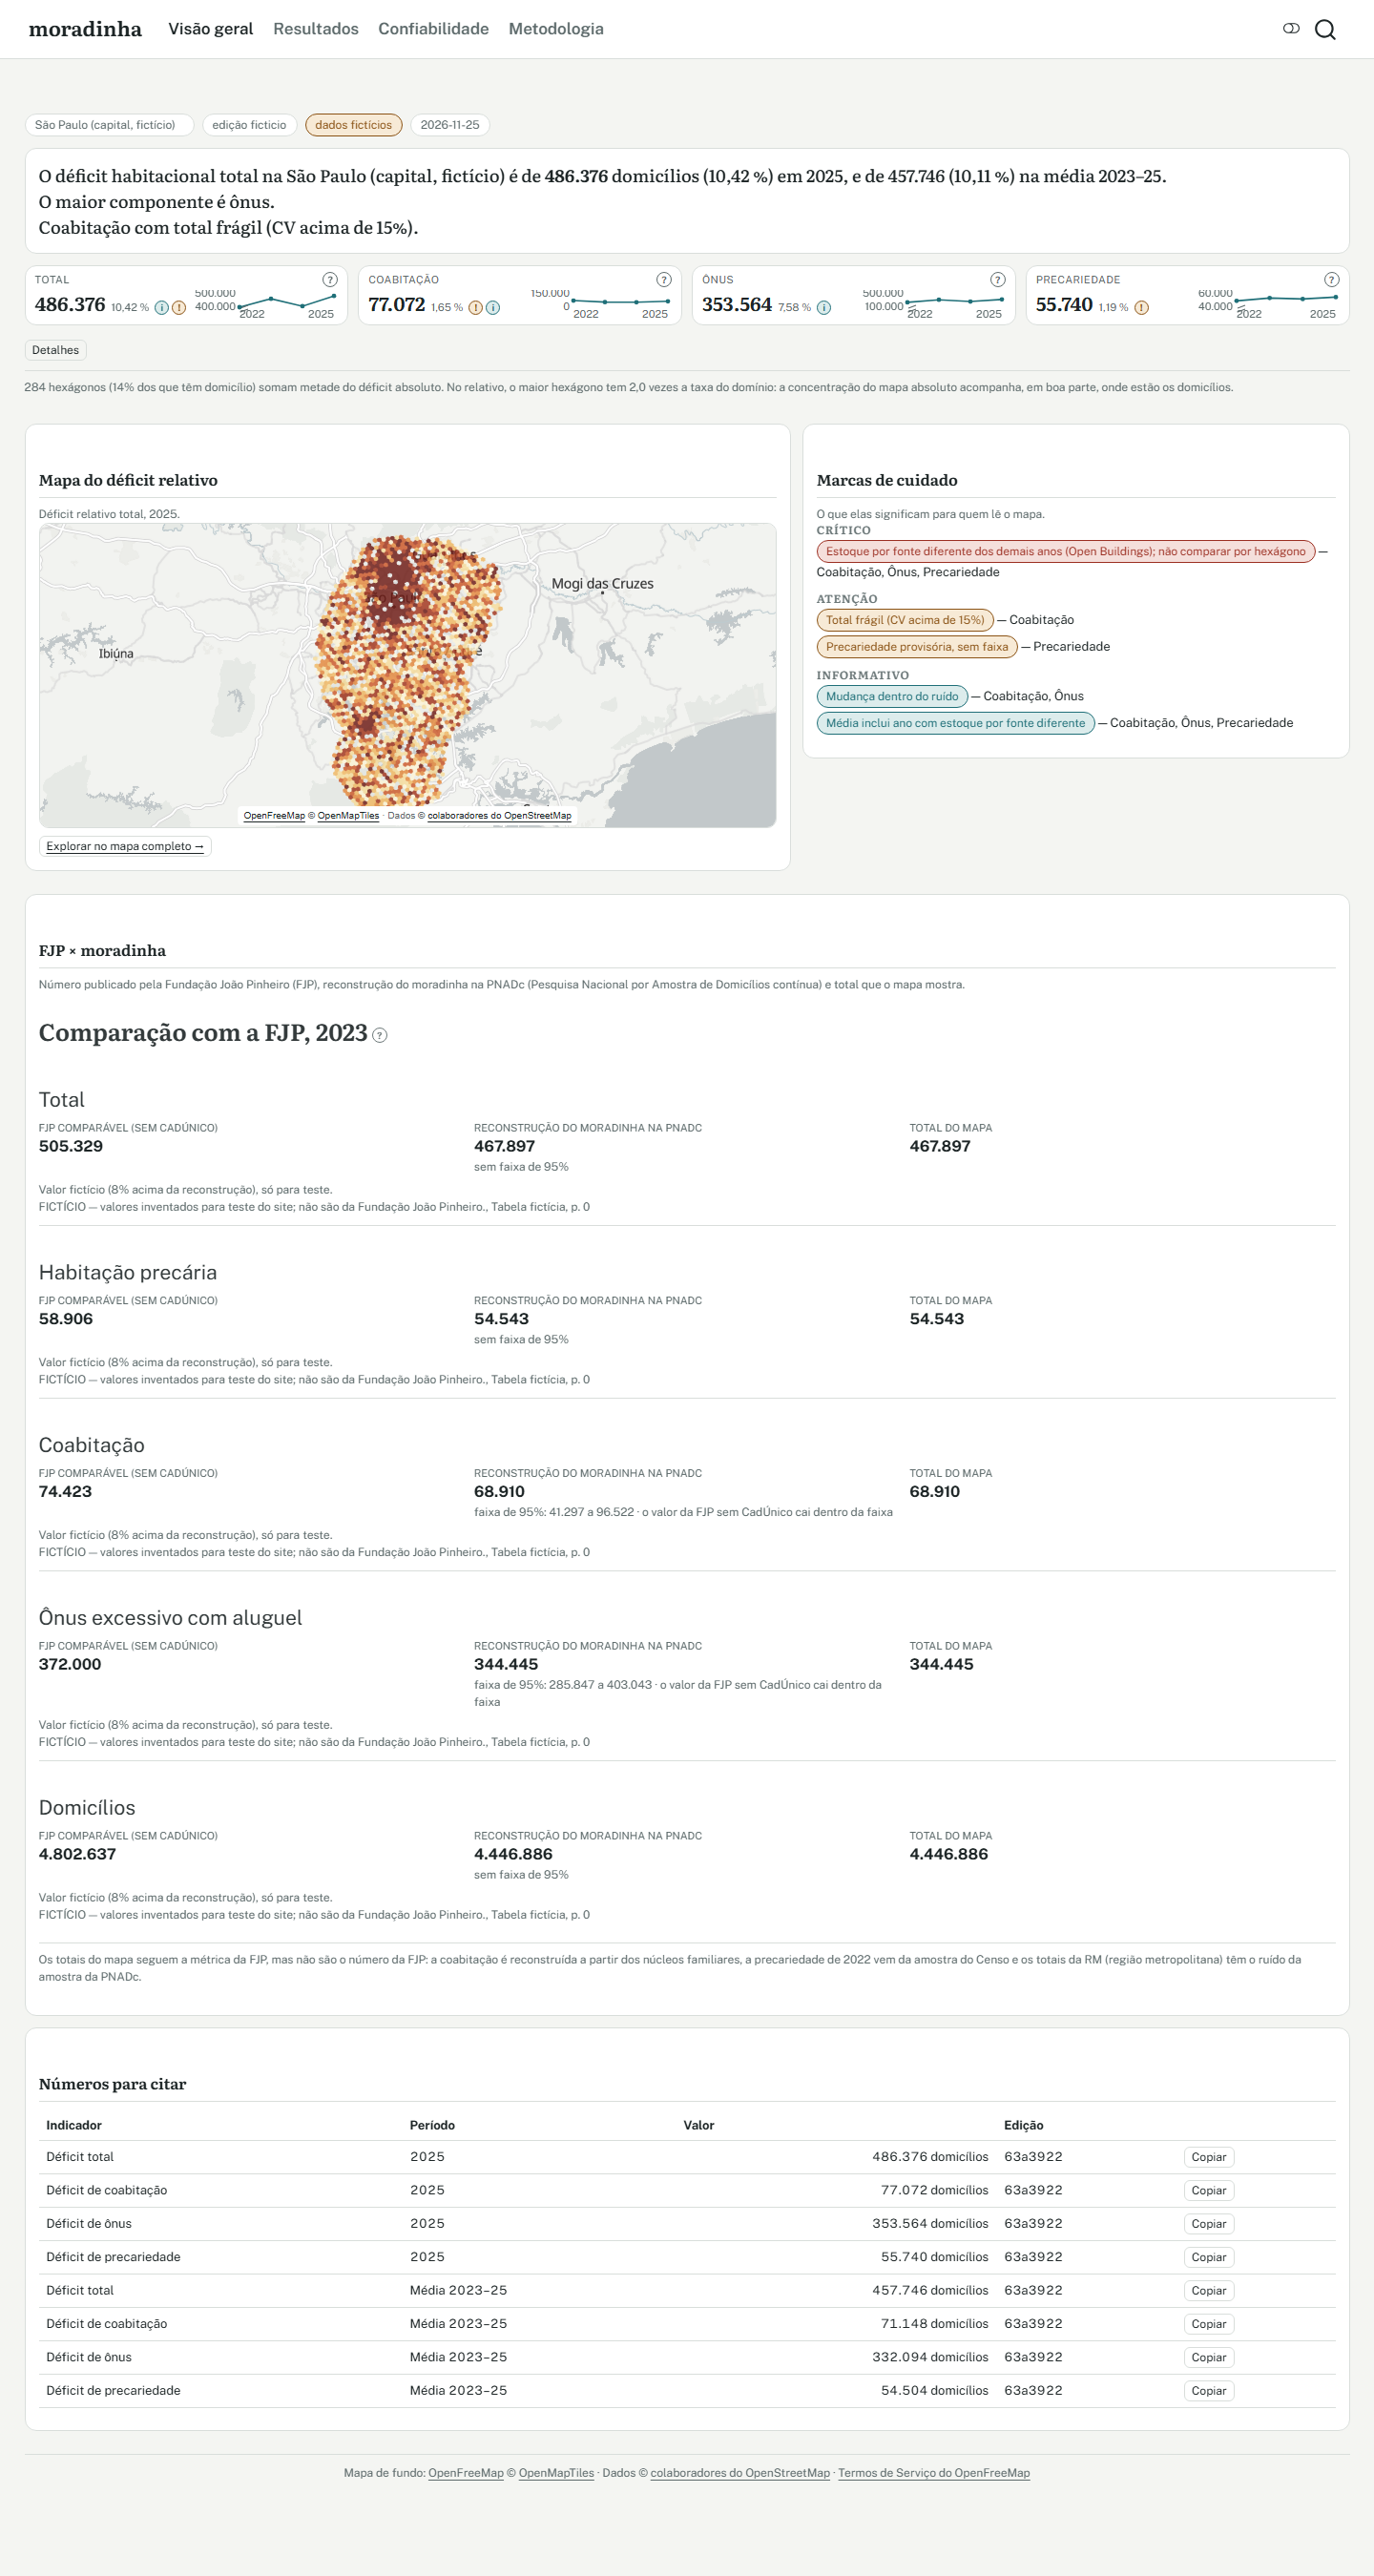 moradinha
Visão geral
Resultados
Confiabilidade
Metodologia
São Paulo (capital, fictício)
edição ficticio
dados fictícios
2026-11-25
O déficit habitacional total na São Paulo (capital, fictício) é de 486.376 domicílios (10,42 %) em 2025, e de 457.746 (10,11 %) na média 2023–25.
O maior componente é ônus.
Coabitação com total frágil (CV acima de 15%).
TOTAL
?
486.376 10,42 % i !
500.000
400.000
2022
2025
COABITAÇÃO
?
77.072 1,65 % ! i
150.000
0
2022
2025
ÔNUS
?
353.564 7,58 % i
500.000
100.000
2022
2025
PRECARIEDADE
?
55.740 1,19 % !
60.000
40.000
2022
2025
Detalhes
284 hexágonos (14% dos que têm domicílio) somam metade do déficit absoluto. No relativo, o maior hexágono tem 2,0 vezes a taxa do domínio: a concentração do mapa absoluto acompanha, em boa parte, onde estão os domicílios.
Mapa do déficit relativo
Déficit relativo total, 2025.
Mogi das Cruzes
Ibiúna
OpenFreeMap © OpenMapTiles · Dados © colaboradores do OpenStreetMap
Explorar no mapa completo →
Marcas de cuidado
O que elas significam para quem lê o mapa.
CRÍTICO
Estoque por fonte diferente dos demais anos (Open Buildings); não comparar por hexágono —
Coabitação, Ônus, Precariedade
ATENÇÃO
Total frágil (CV acima de 15%) — Coabitação
Precariedade provisória, sem faixa — Precariedade
INFORMATIVO
Mudança dentro do ruído — Coabitação, Ônus
Média inclui ano com estoque por fonte diferente — Coabitação, Ônus, Precariedade
FJP × moradinha
Número publicado pela Fundação João Pinheiro (FJP), reconstrução do moradinha na PNADc (Pesquisa Nacional por Amostra de Domicílios contínua) e total que o mapa mostra.
Comparação com a FJP, 2023 ?
Total
FJP COMPARÁVEL (SEM CADÚNICO)
505.329
RECONSTRUÇÃO DO MORADINHA NA PNADC
467.897
sem faixa de 95%
TOTAL DO MAPA
467.897
Valor fictício (8% acima da reconstrução), só para teste.
FICTÍCIO — valores inventados para teste do site; não são da Fundação João Pinheiro., Tabela fictícia, p. 0
Habitação precária
FJP COMPARÁVEL (SEM CADÚNICO)
58.906
RECONSTRUÇÃO DO MORADINHA NA PNADC
54.543
sem faixa de 95%
TOTAL DO MAPA
54.543
Valor fictício (8% acima da reconstrução), só para teste.
FICTÍCIO — valores inventados para teste do site; não são da Fundação João Pinheiro., Tabela fictícia, p. 0
Coabitação
FJP COMPARÁVEL (SEM CADÚNICO)
74.423
RECONSTRUÇÃO DO MORADINHA NA PNADC
68.910
faixa de 95%: 41.297 a 96.522 · o valor da FJP sem CadÚnico cai dentro da faixa
TOTAL DO MAPA
68.910
Valor fictício (8% acima da reconstrução), só para teste.
FICTÍCIO — valores inventados para teste do site; não são da Fundação João Pinheiro., Tabela fictícia, p. 0
Ônus excessivo com aluguel
FJP COMPARÁVEL (SEM CADÚNICO)
372.000
RECONSTRUÇÃO DO MORADINHA NA PNADC
344.445
faixa de 95%: 285.847 a 403.043 · o valor da FJP sem CadÚnico cai dentro da
faixa
TOTAL DO MAPA
344.445
Valor fictício (8% acima da reconstrução), só para teste.
FICTÍCIO — valores inventados para teste do site; não são da Fundação João Pinheiro., Tabela fictícia, p. 0
Domicílios
FJP COMPARÁVEL (SEM CADÚNICO)
4.802.637
RECONSTRUÇÃO DO MORADINHA NA PNADC
4.446.886
sem faixa de 95%
TOTAL DO MAPA
4.446.886
Valor fictício (8% acima da reconstrução), só para teste.
FICTÍCIO — valores inventados para teste do site; não são da Fundação João Pinheiro., Tabela fictícia, p. 0
Os totais do mapa seguem a métrica da FJP, mas não são o número da FJP: a coabitação é reconstruída a partir dos núcleos familiares, a precariedade de 2022 vem da amostra do Censo e os totais da RM (região metropolitana) têm o ruído da
amostra da PNADc.
Números para citar
Indicador Período Valor Edição
Déficit total 2025 486.376 domicílios 63a3922 Copiar
Déficit de coabitação 2025 77.072 domicílios 63a3922 Copiar
Déficit de ônus 2025 353.564 domicílios 63a3922 Copiar
Déficit de precariedade 2025 55.740 domicílios 63a3922 Copiar
Déficit total Média 2023–25 457.746 domicílios 63a3922 Copiar
Déficit de coabitação Média 2023–25 71.148 domicílios 63a3922 Copiar
Déficit de ônus Média 2023–25 332.094 domicílios 63a3922 Copiar
Déficit de precariedade Média 2023–25 54.504 domicílios 63a3922 Copiar
Mapa de fundo: OpenFreeMap © OpenMapTiles · Dados © colaboradores do OpenStreetMap · Termos de Serviço do OpenFreeMap